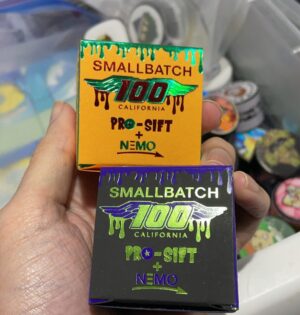 SMALLBATCH
100
CALIFORNIA
PRO-SIFT
+
NEMO
SMALLBATCH
100
CALIFORNIA
PRO-SIFT
+
NEMO